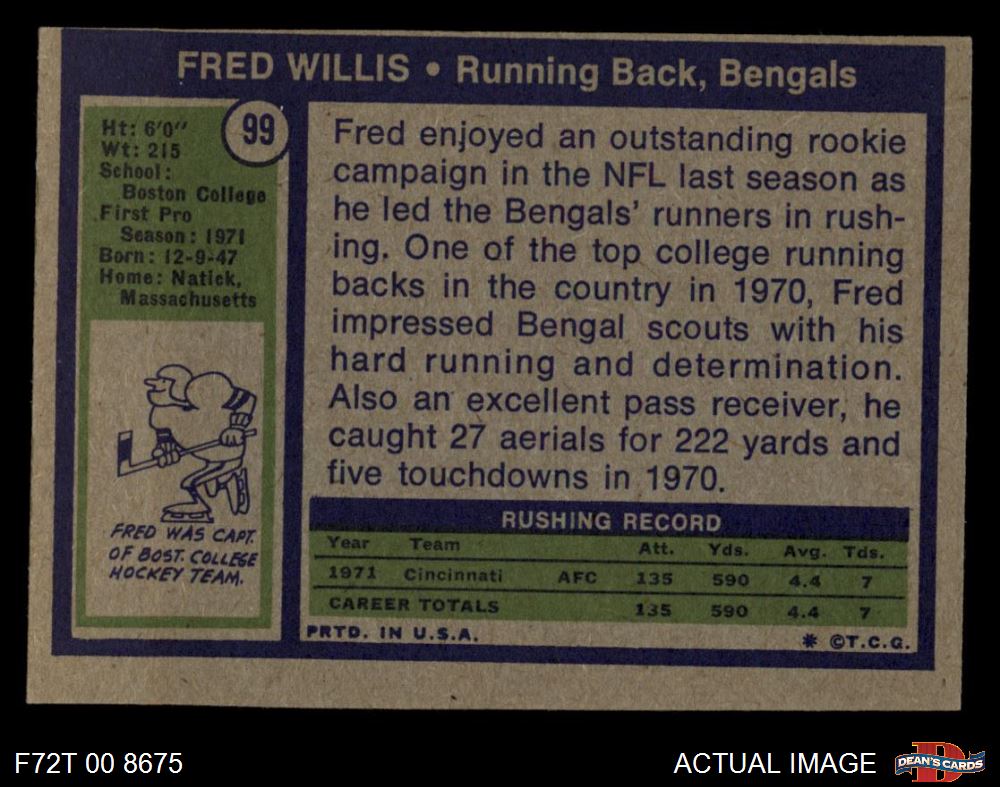 FRED WILLIS • Running Back, Bengals
99
Ht: 6'0"
Wt: 215
School:
Boston College
First Pro
Season: 1971
Born: 12-9-47
Home: Natick,
Massachusetts
FRED WAS CAPT.
OF BOST. COLLEGE
HOCKEY TEAM.
Fred enjoyed an outstanding rookie
campaign in the NFL last season as
he led the Bengals' runners in rush-
ing. One of the top college running
backs in the country in 1970, Fred
impressed Bengal scouts with his
hard running and determination.
Also an excellent pass receiver, he
caught 27 aerials for 222 yards and
five touchdowns in 1970.
RUSHING RECORD
Year Team Att. Yds. Avg. Tds.
1971 Cincinnati AFC 135 590 4.4 7
CAREER TOTALS 135 590 4.4 7
PRTD. IN U.S.A. * ©T.C.G.
F72T 00 8675 ACTUAL IMAGE DEAN'S CARDS